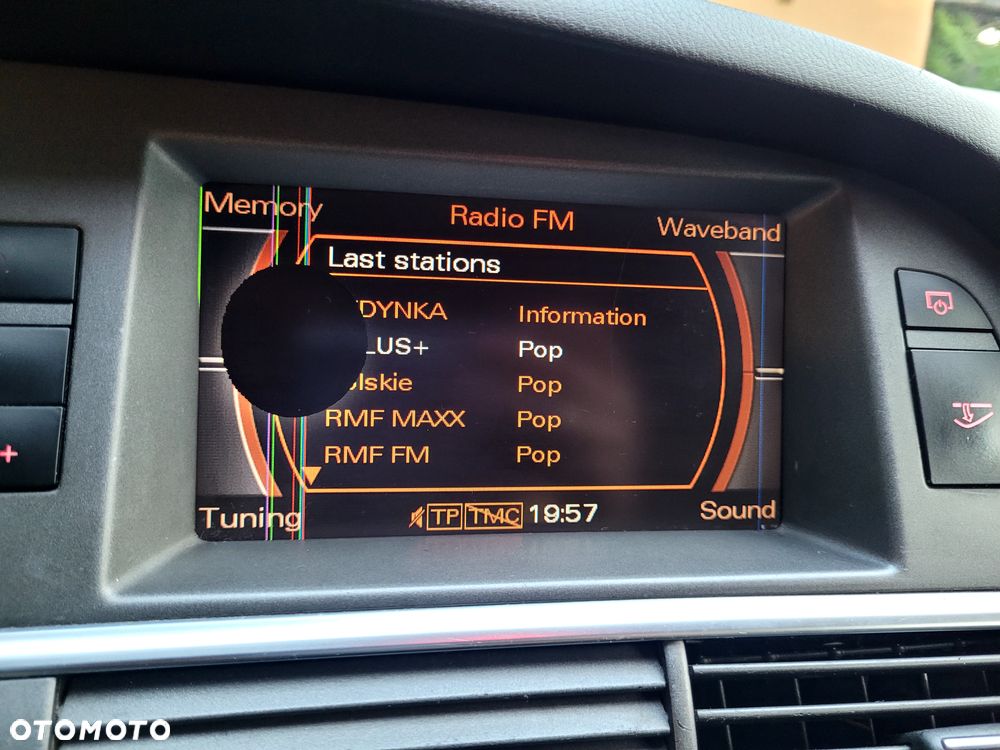 Memory Radio FM Waveband
Last stations
DYNKA Information
LUS+ Pop
lskie Pop
RMF MAXX Pop
RMF FM Pop
Tuning TP TMC 19:57 Sound
+
OTOMOTO